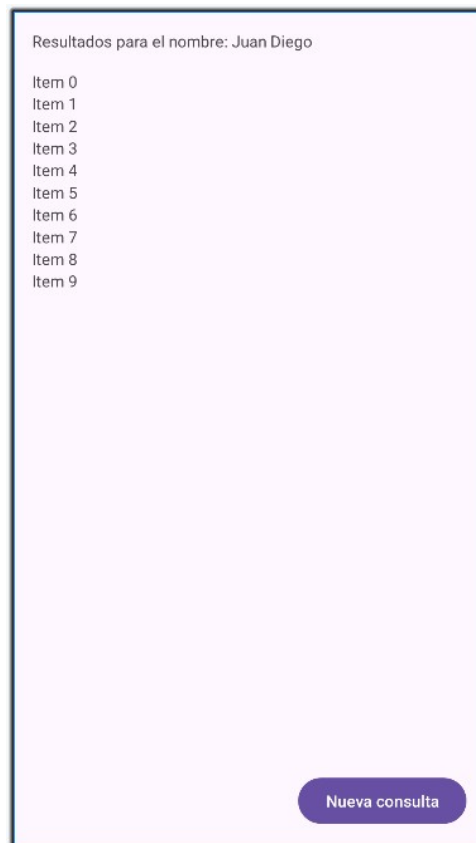 Resultados para el nombre: Juan Diego
Item 0
Item 1
Item 2
Item 3
Item 4
Item 5
Item 6
Item 7
Item 8
Item 9
Nueva consulta